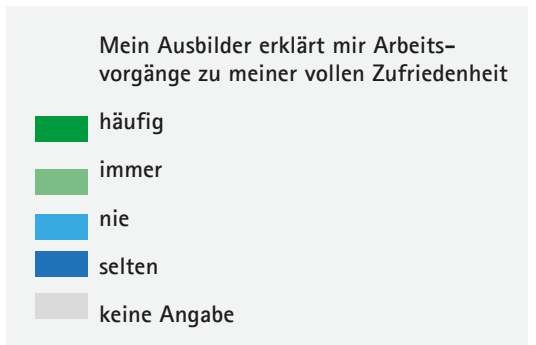 Mein Ausbilder erklärt mir Arbeits-
vorgänge zu meiner vollen Zufriedenheit
häufig
immer
nie
selten
keine Angabe